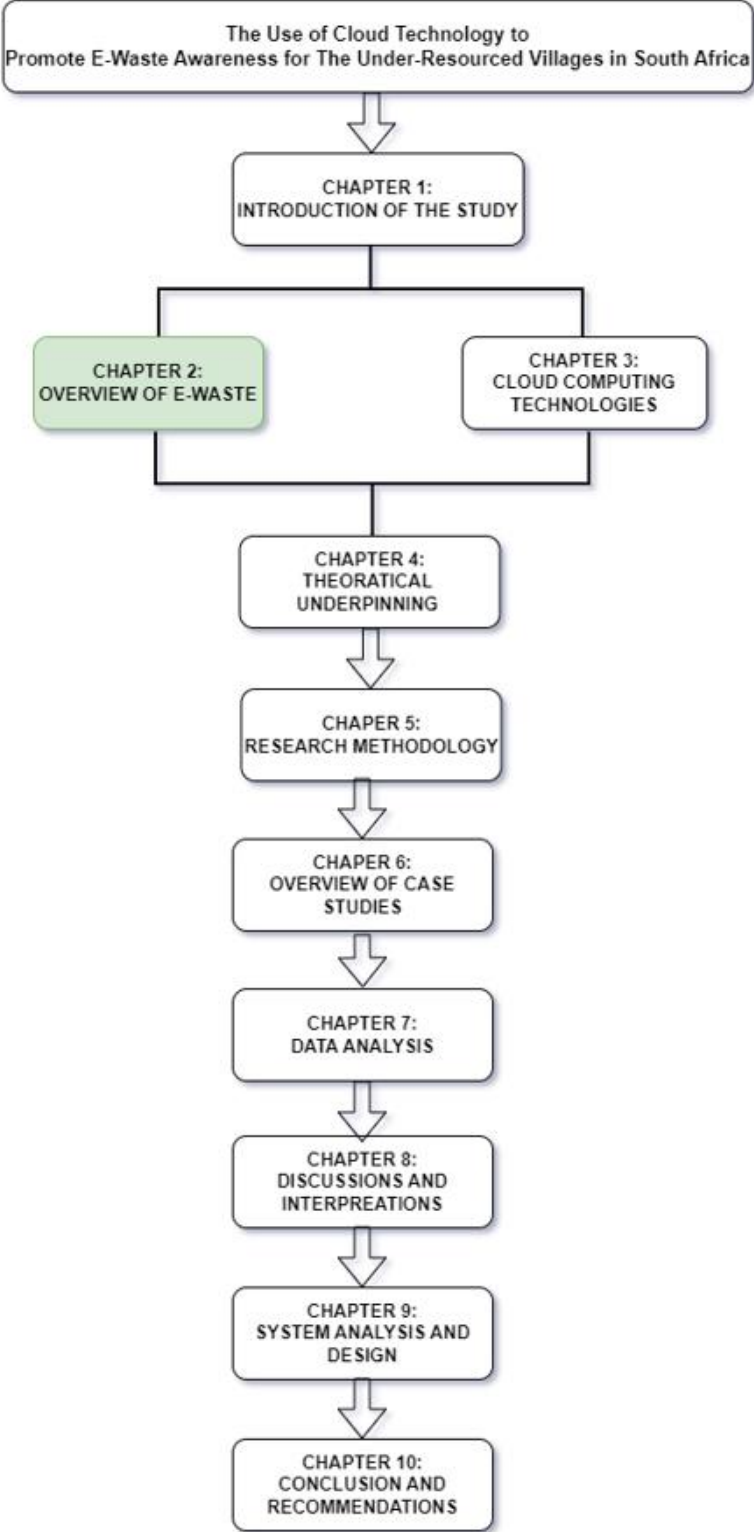 The Use of Cloud Technology to
Promote E-Waste Awareness for The Under-Resourced Villages in South Africa
CHAPTER 1:
INTRODUCTION OF THE STUDY
CHAPTER 2:
OVERVIEW OF E-WASTE
CHAPTER 3:
CLOUD COMPUTING
TECHNOLOGIES
CHAPTER 4:
THEORATICAL
UNDERPINNING
CHAPER 5:
RESEARCH METHODOLOGY
CHAPER 6:
OVERVIEW OF CASE
STUDIES
CHAPTER 7:
DATA ANALYSIS
CHAPTER 8:
DISCUSSIONS AND
INTERPREATIONS
CHAPTER 9:
SYSTEM ANALYSIS AND
DESIGN
CHAPTER 10:
CONCLUSION AND
RECOMMENDATIONS